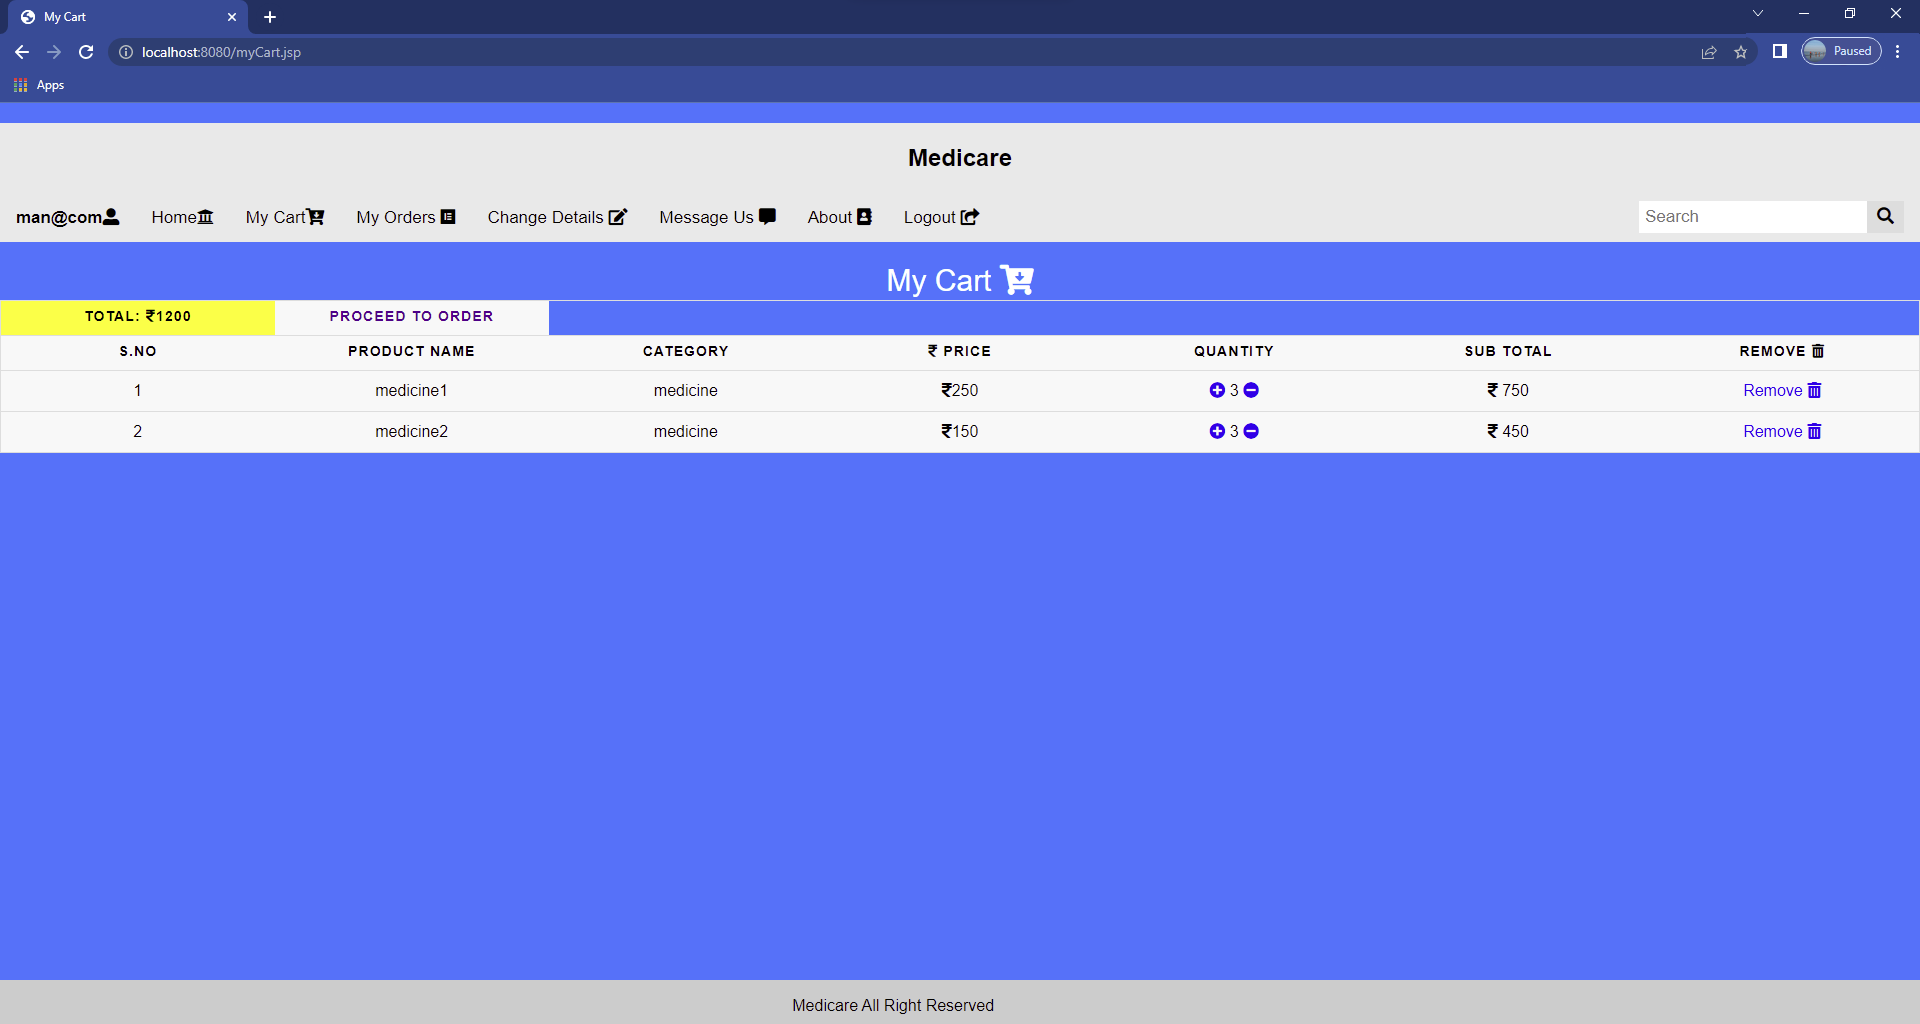 My Cart
localhost:8080/myCart.jsp
Paused
Apps
Medicare
man@com Home My Cart My Orders Change Details Message Us About Logout Search
My Cart
TOTAL: ₹1200 PROCEED TO ORDER
S.NO PRODUCT NAME CATEGORY ₹ PRICE QUANTITY SUB TOTAL REMOVE
1 medicine1 medicine ₹250 3 ₹ 750 Remove
2 medicine2 medicine ₹150 3 ₹ 450 Remove
Medicare All Right Reserved